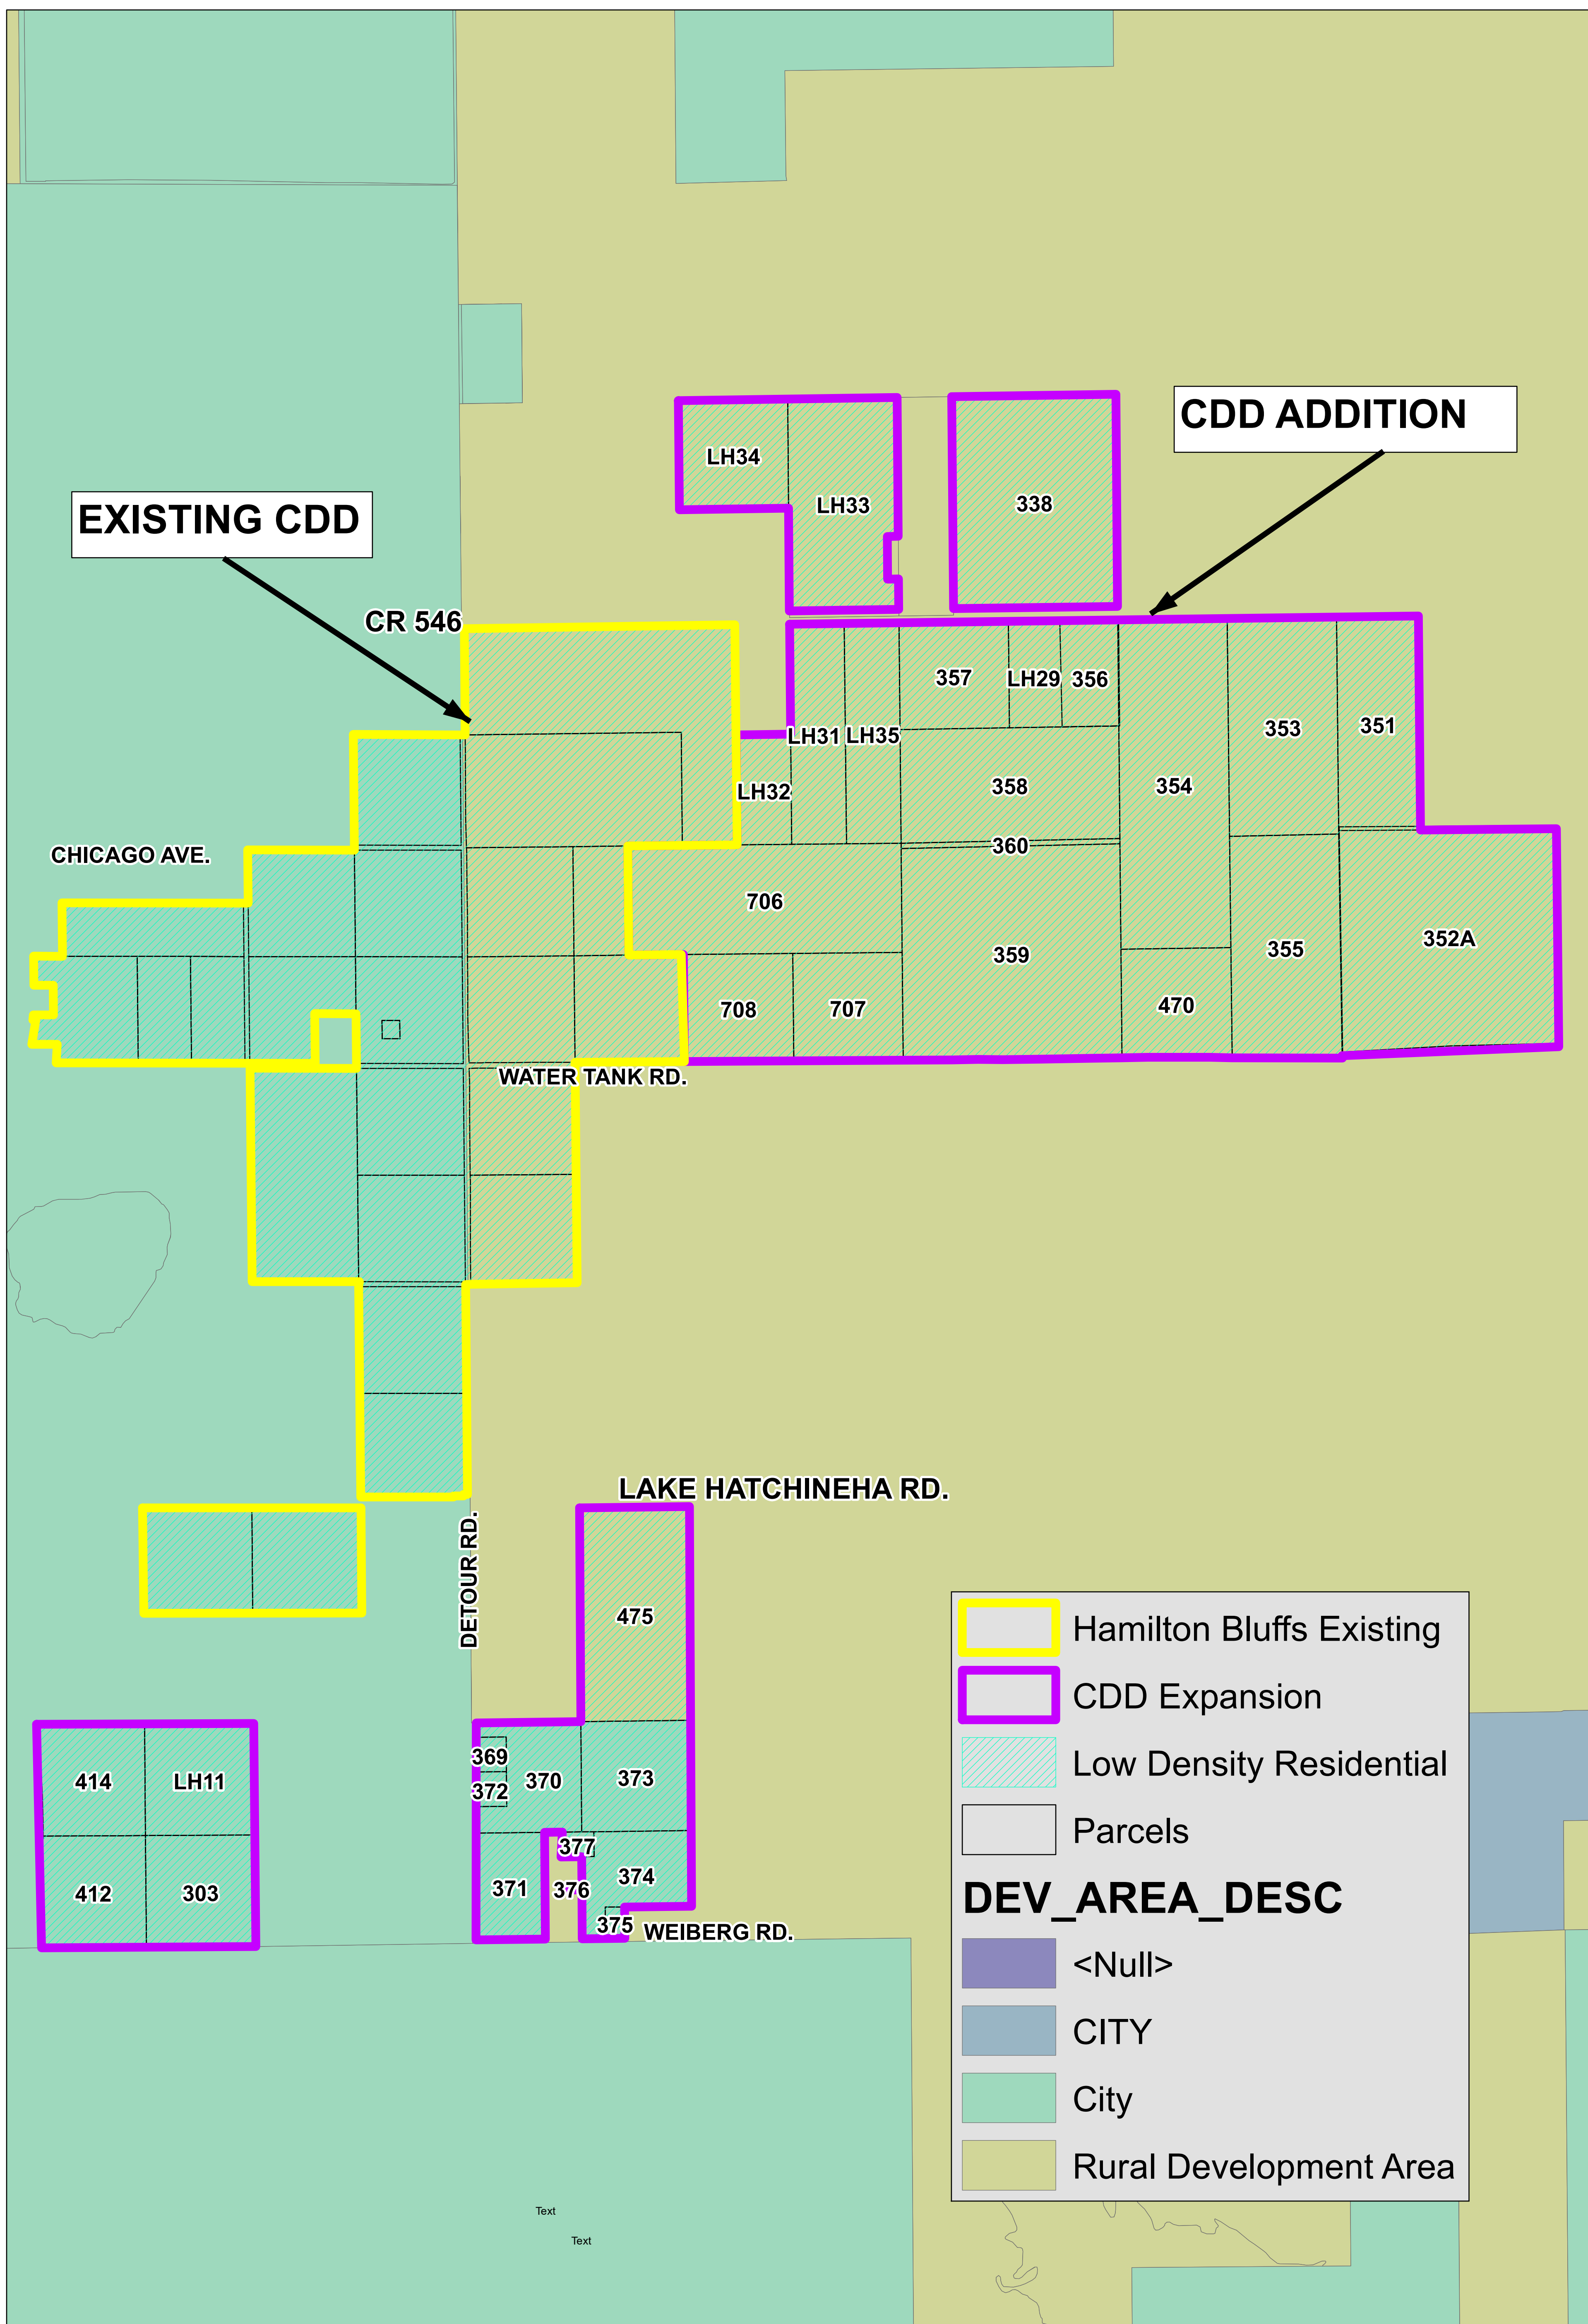 CDD ADDITION
LH34
LH33
338
EXISTING CDD
CR 546
357
LH29
356
353
351
LH31
LH35
LH32
358
354
360
CHICAGO AVE.
706
359
355
352A
708
707
470
WATER TANK RD.
LAKE HATCHINEHA RD.
DETOUR RD.
475
414
LH11
369
372
370
373
377
374
371
376
412
303
375
WEIBERG RD.
Hamilton Bluffs Existing
CDD Expansion
Low Density Residential
Parcels
DEV_AREA_DESC
<Null>
CITY
City
Rural Development Area
Text
Text